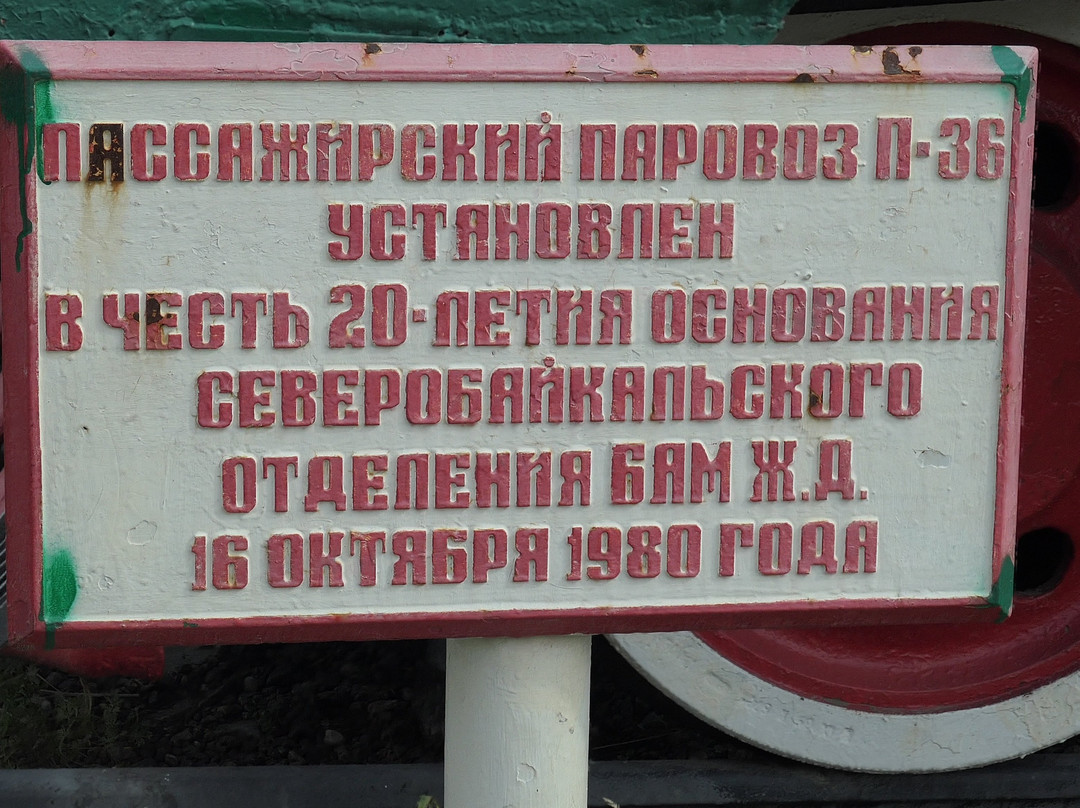 ПАССАЖИРСКИЙ ПАРОВОЗ П-36
УСТАНОВЛЕН
В ЧЕСТЬ 20-ЛЕТИЯ ОСНОВАНИЯ
СЕВЕРОБАЙКАЛЬСКОГО
ОТДЕЛЕНИЯ БАМ Ж.Д.
16 ОКТЯБРЯ 1980 ГОДА